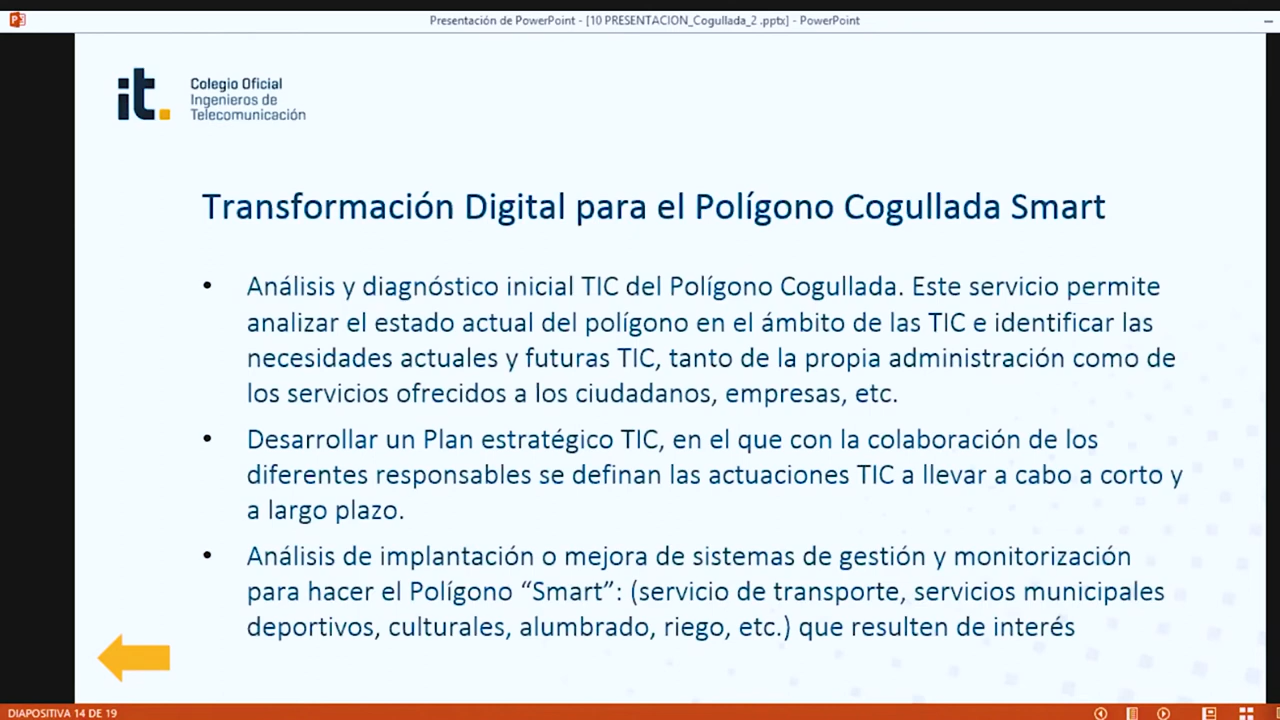 Presentación de PowerPoint - [10 PRESENTACION_Cogullada_2 .pptx] - PowerPoint
it.
Colegio Oficial
Ingenieros de
Telecomunicación
Transformación Digital para el Polígono Cogullada Smart
• Análisis y diagnóstico inicial TIC del Polígono Cogullada. Este servicio permite
analizar el estado actual del polígono en el ámbito de las TIC e identificar las
necesidades actuales y futuras TIC, tanto de la propia administración como de
los servicios ofrecidos a los ciudadanos, empresas, etc.
• Desarrollar un Plan estratégico TIC, en el que con la colaboración de los
diferentes responsables se definan las actuaciones TIC a llevar a cabo a corto y
a largo plazo.
• Análisis de implantación o mejora de sistemas de gestión y monitorización
para hacer el Polígono “Smart”: (servicio de transporte, servicios municipales
deportivos, culturales, alumbrado, riego, etc.) que resulten de interés
DIAPOSITIVA 14 DE 19